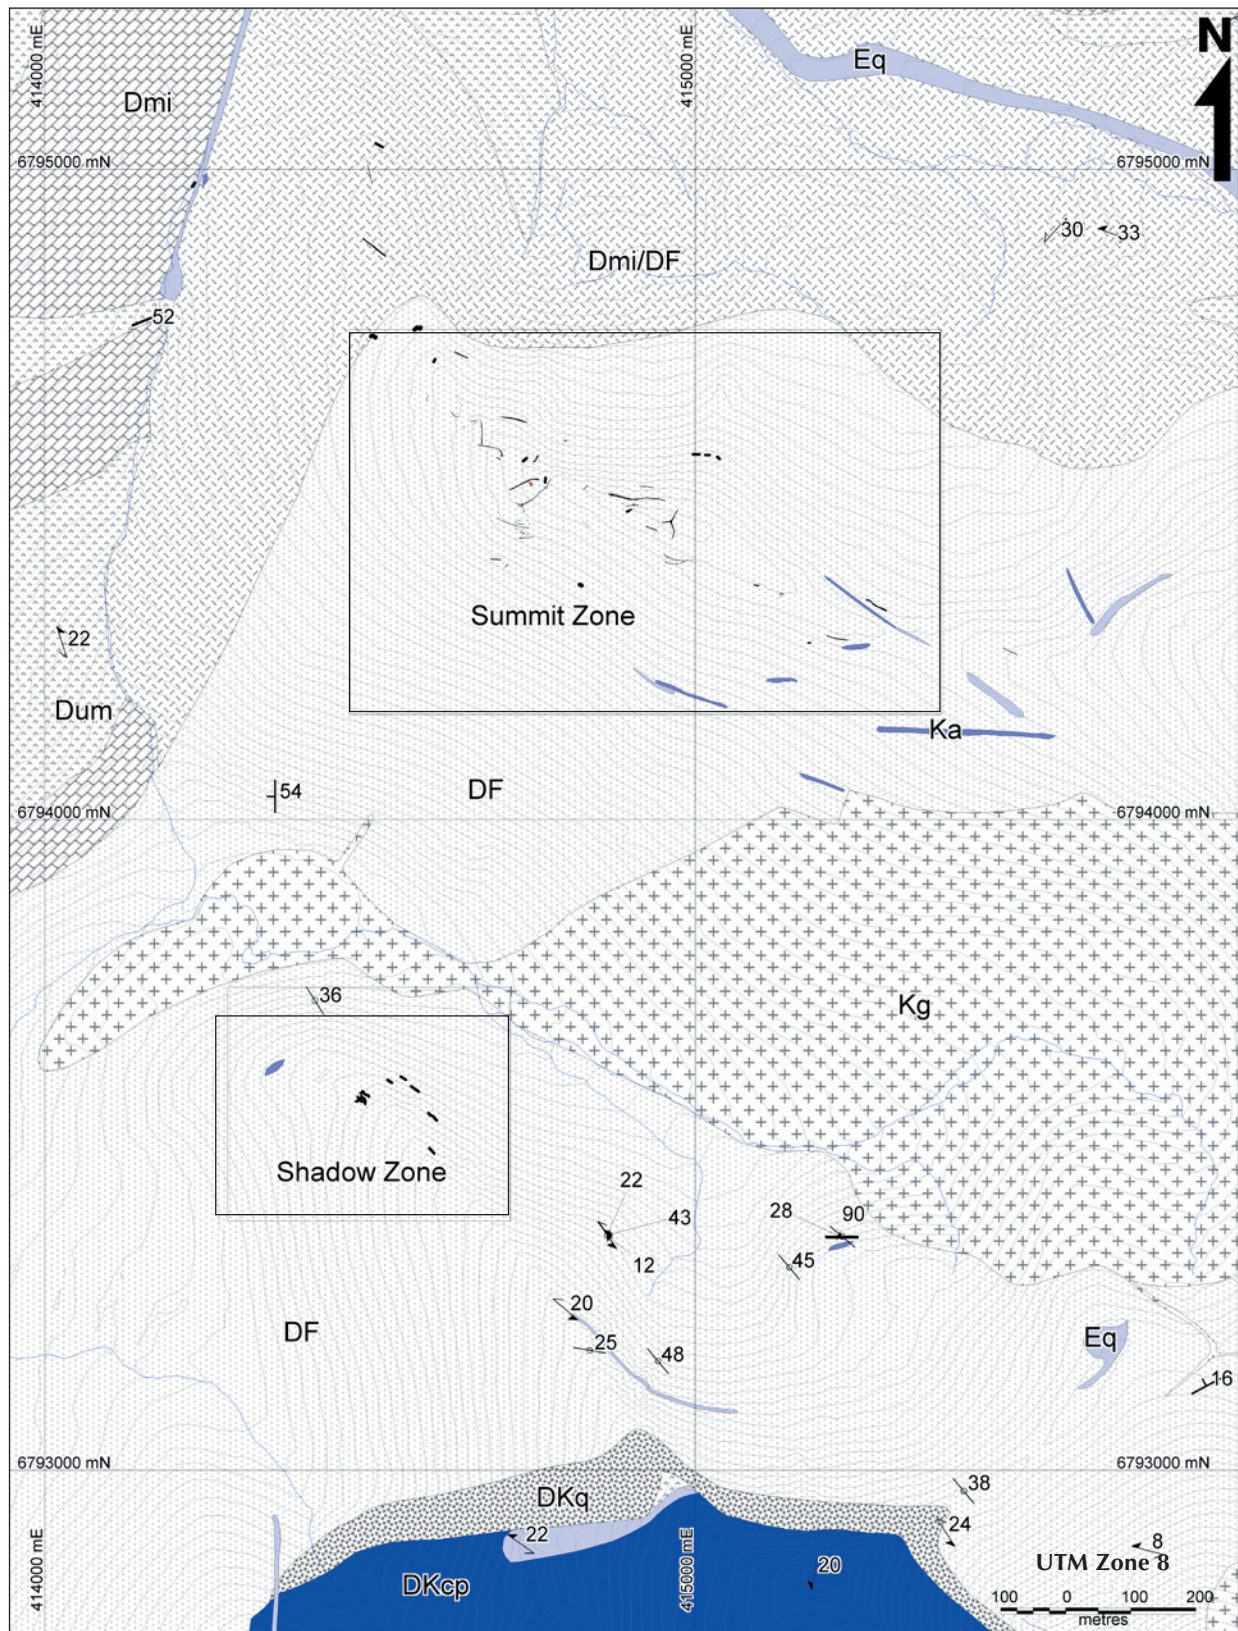 414000 mE
415000 mE
N
Eq
Dmi
6795000 mN
6795000 mN
30
33
Dmi/DF
52
Summit Zone
22
Dum
Ka
54
DF
6794000 mN
6794000 mN
36
Kg
Shadow Zone
22
43
28
90
12
45
20
25
48
DF
Eq
16
6793000 mN
6793000 mN
38
DKq
24
22
8
20
UTM Zone 8
DKcp
414000 mE
415000 mE
100 0 100 200
metres